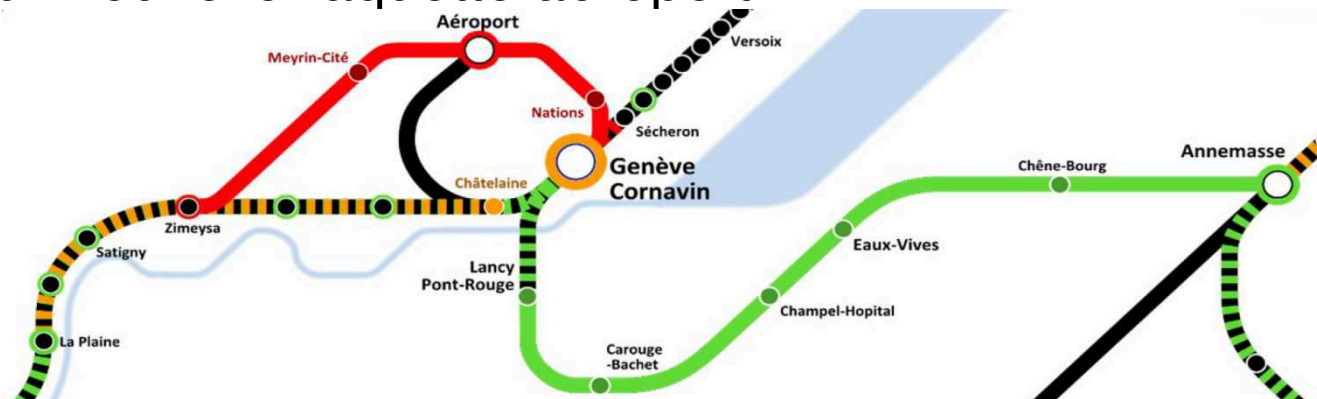 Aéroport
Meyrin-Cité
Versoix
Nations
Sécheron
Genève
Cornavin
Châtelaine
Chêne-Bourg
Annemasse
Zimeysa
Satigny
Eaux-Vives
Lancy
Pont-Rouge
Champel-Hopital
La Plaine
Carouge
-Bachet